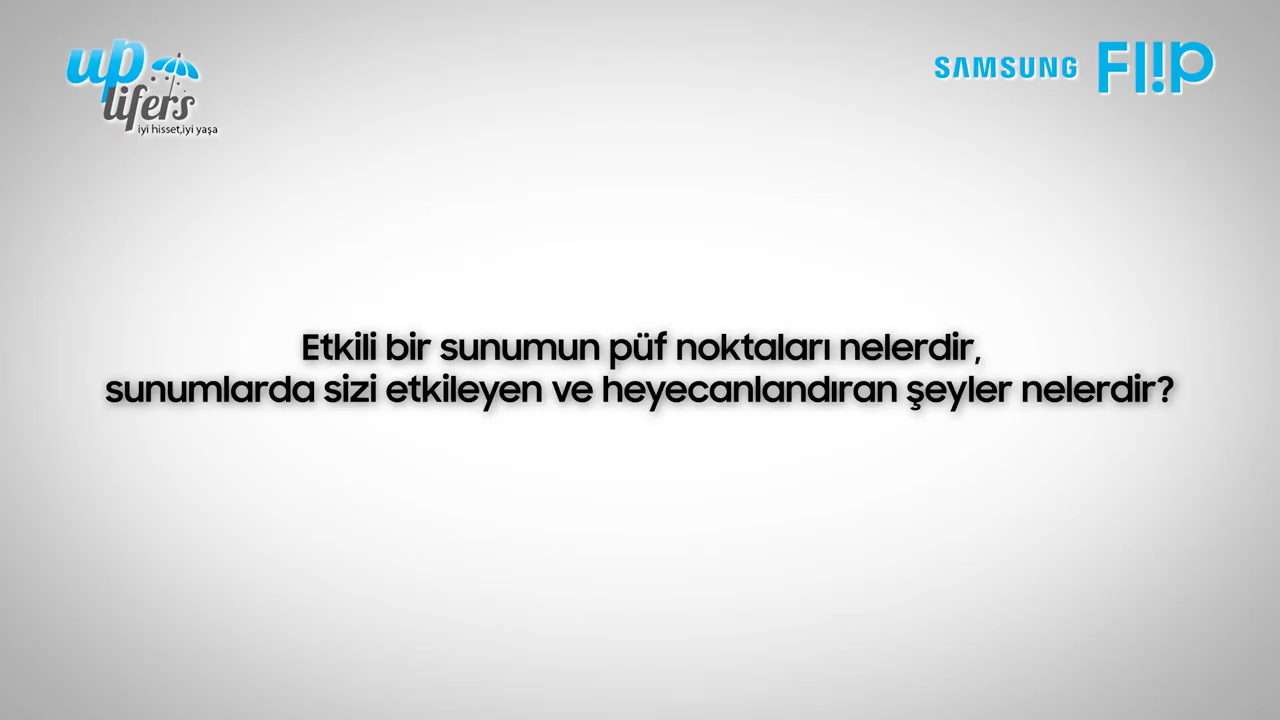 up
lifers
iyi hisset,iyi yaşa
SAMSUNG Fl!p
Etkili bir sunumun püf noktaları nelerdir,
sunumlarda sizi etkileyen ve heyecanlandıran şeyler nelerdir?